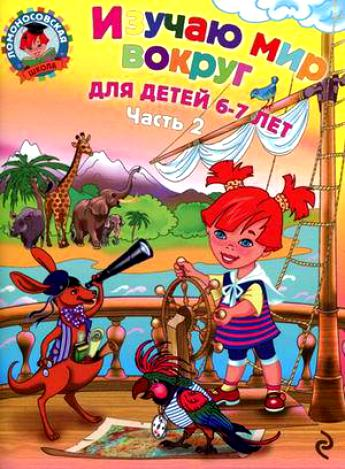 ЛОМОНОСОВСКАЯ
ШКОЛА
Изучаю мир
вокруг
для детей 6-7 лет
Часть 2